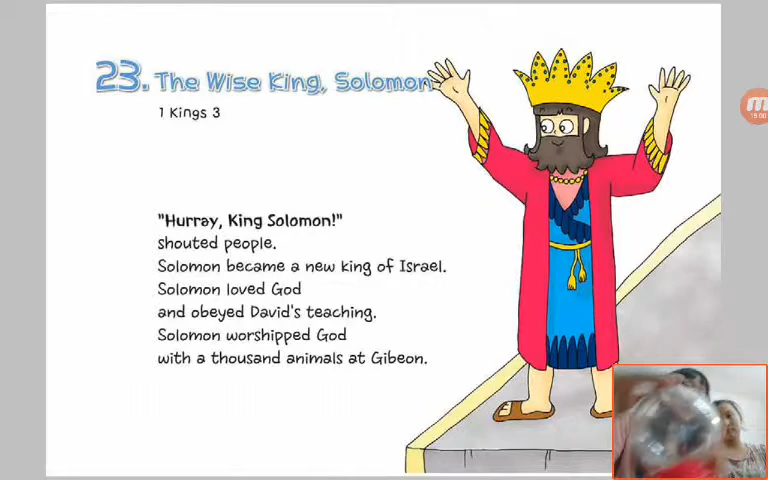 23. The Wise King, Solomon
1 Kings 3
"Hurray, King Solomon!"
shouted people.
Solomon became a new king of Israel.
Solomon loved God
and obeyed David's teaching.
Solomon worshipped God
with a thousand animals at Gibeon.